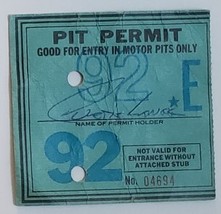 PIT PERMIT
GOOD FOR ENTRY IN MOTOR PITS ONLY
92
★E
NAME OF PERMIT HOLDER
92
NOT VALID FOR
ENTRANCE WITHOUT
ATTACHED STUB
No. 04694